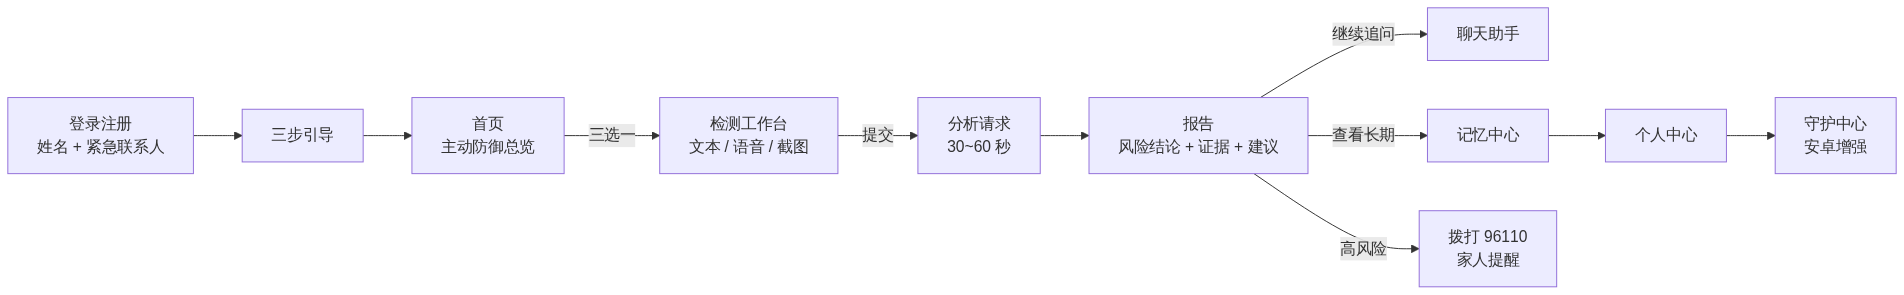 登录注册
姓名 + 紧急联系人
三步引导
首页
主动防御总览
三选一
检测工作台
文本 / 语音 / 截图
提交
分析请求
30~60 秒
报告
风险结论 + 证据 + 建议
继续追问
聊天助手
查看长期
记忆中心
个人中心
守护中心
安卓增强
高风险
拨打 96110
家人提醒